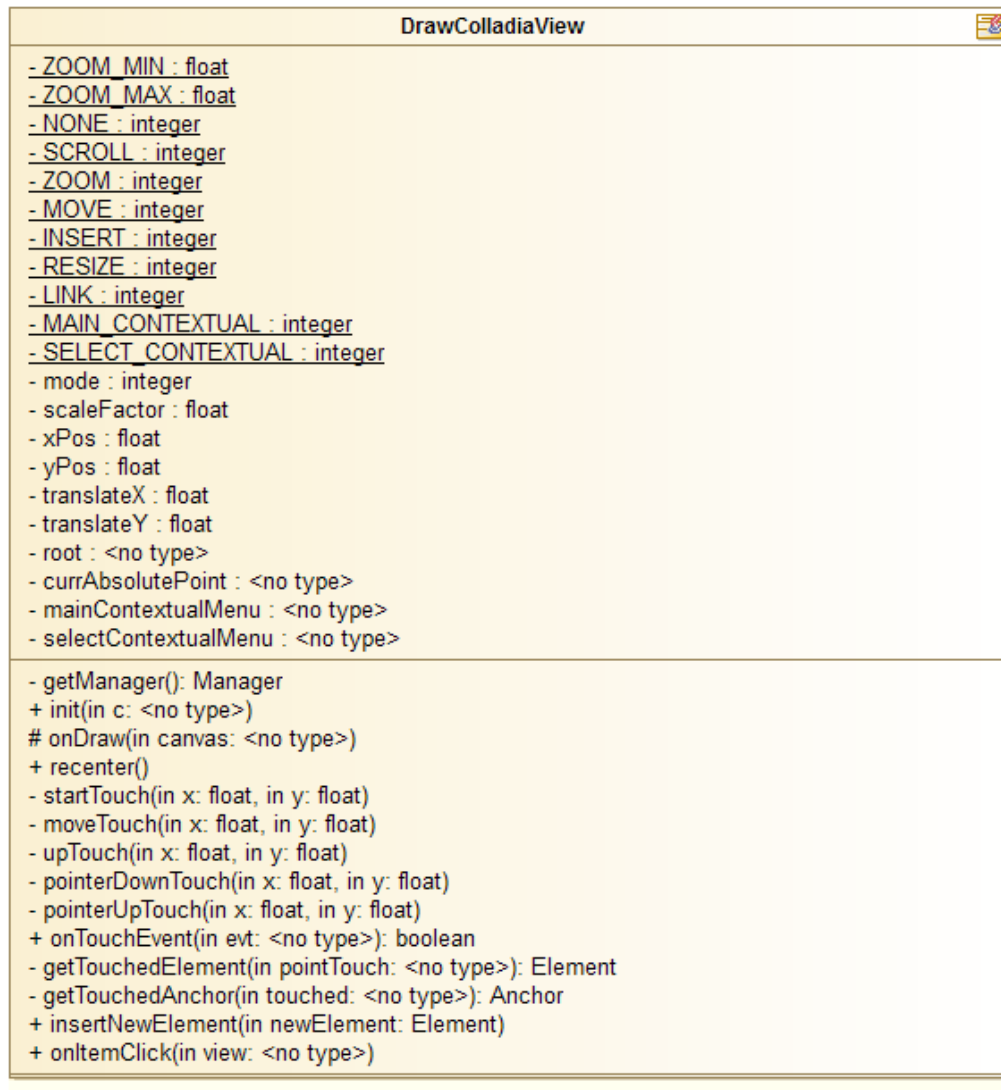 DrawColladiaView
- ZOOM_MIN : float
- ZOOM_MAX : float
- NONE : integer
- SCROLL : integer
- ZOOM : integer
- MOVE : integer
- INSERT : integer
- RESIZE : integer
- LINK : integer
- MAIN_CONTEXTUAL : integer
- SELECT_CONTEXTUAL : integer
- mode : integer
- scaleFactor : float
- xPos : float
- yPos : float
- translateX : float
- translateY : float
- root : <no type>
- currAbsolutePoint : <no type>
- mainContextualMenu : <no type>
- selectContextualMenu : <no type>
- getManager(): Manager
+ init(in c: <no type>)
# onDraw(in canvas: <no type>)
+ recenter()
- startTouch(in x: float, in y: float)
- moveTouch(in x: float, in y: float)
- upTouch(in x: float, in y: float)
- pointerDownTouch(in x: float, in y: float)
- pointerUpTouch(in x: float, in y: float)
+ onTouchEvent(in evt: <no type>): boolean
- getTouchedElement(in pointTouch: <no type>): Element
- getTouchedAnchor(in touched: <no type>): Anchor
+ insertNewElement(in newElement: Element)
+ onItemClick(in view: <no type>)